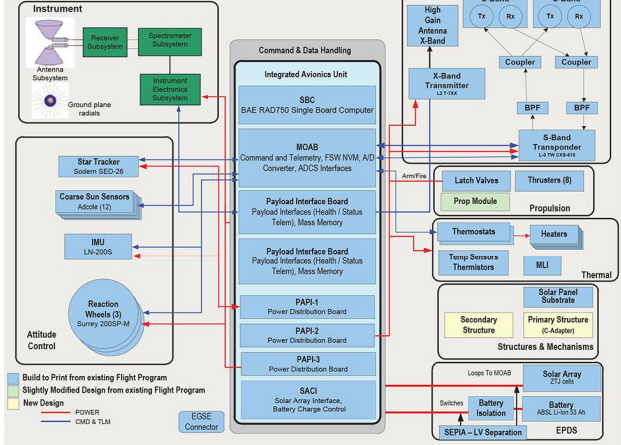 Instrument
Antenna
Subsystem
Receiver
Subsystem
Spectrometer
Subsystem
Instrument
Electronics
Subsystem
Ground plane
radials
Star Tracker
Sodern SED-26
Coarse Sun Sensors
Adcole (12)
IMU
LN-200S
Reaction
Wheels (3)
Surrey 200SP-M
Attitude
Control
Build to Print from existing Flight Program
Slightly Modified Design from existing Flight Program
New Design
POWER
CMD & TLM
Command & Data Handling
Integrated Avionics Unit
SBC
BAE RAD750 Single Board Computer
MOAB
Command and Telemetry, FSW NVM, A/D
Converter, ADCS Interfaces
Payload Interface Board
Payload Interfaces (Health / Status
Telem), Mass Memory
Payload Interface Board
Payload Interfaces (Health / Status
Telem), Mass Memory
PAPI-1
Power Distribution Board
PAPI-2
Power Distribution Board
PAPI-3
Power Distribution Board
SACI
Solar Array Interface,
Battery Charge Control
EGSE
Connector
High
Gain
Antenna
X-Band
X-Band
Transmitter
L3 T-7XX
Tx
Rx
Tx
Rx
Coupler
Coupler
BPF
BPF
S-Band
Transponder
L-3 TW CXS-610
Arm/Fire
Latch Valves
Thrusters (8)
Prop Module
Propulsion
Thermostats
Heaters
Temp Sensors
Thermistors
MLI
Thermal
Solar Panel
Substrate
Secondary
Structure
Primary Structure
(C-Adapter)
Structures & Mechanisms
Loops To MOAB
Solar Array
ZTJ cells
Switches
Battery
Isolation
Battery
ABSL Li-Ion 53 Ah
SEPIA – LV Separation
EPDS